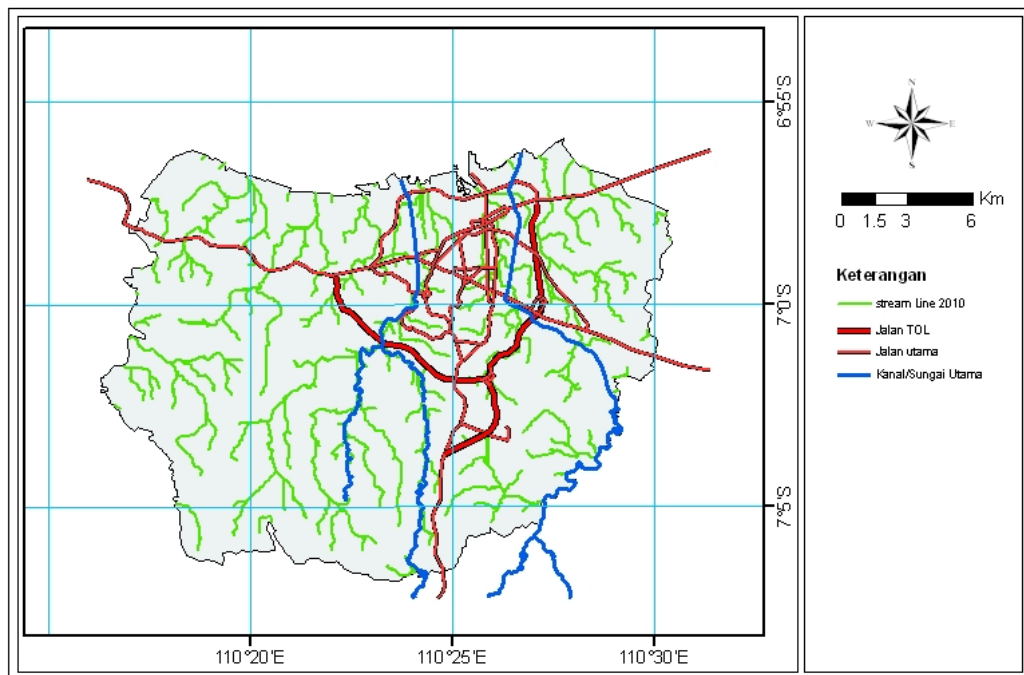 6°55'S
7°0'S
7°5'S
110°20'E
110°25'E
110°30'E
N
W E
S
Km
0 1.5 3 6
Keterangan
stream Line 2010
Jalan TOL
Jalan utama
Kanal/Sungai Utama